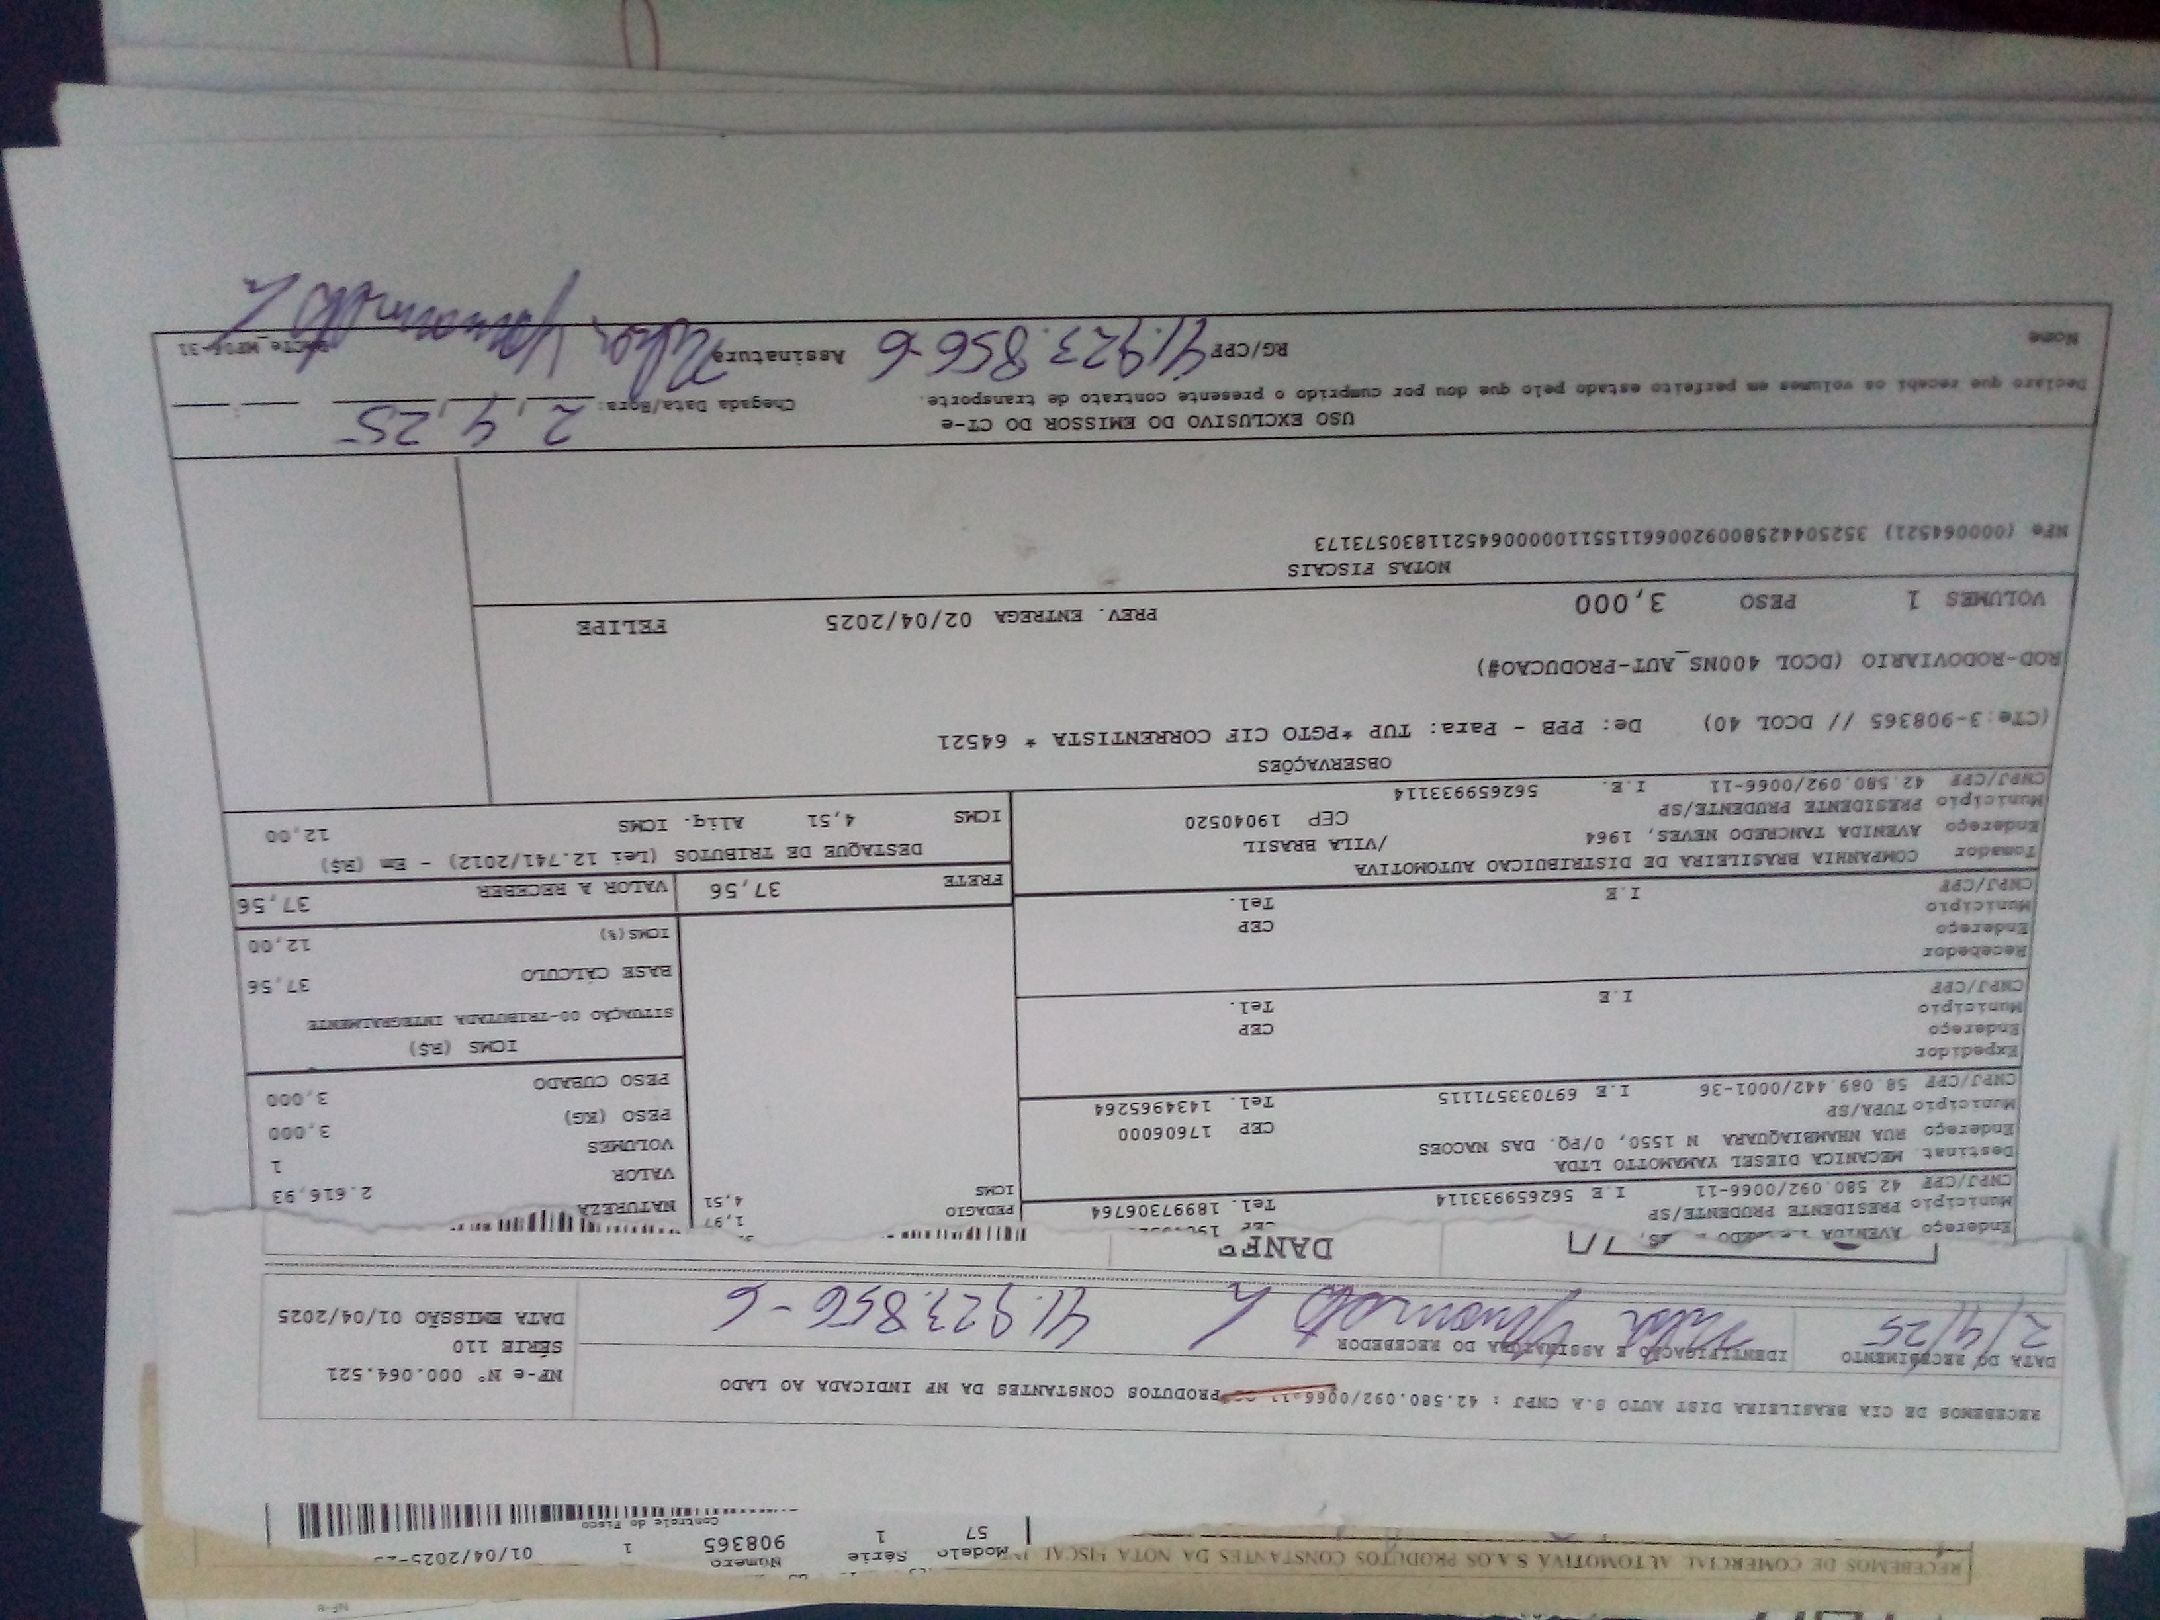 NF-e
RECEBEMOS DE COMERCIAL AUTOMOTIVA S.A.OS PRODUTOS CONSTANTES DA NOTA FISCAL
Modelo Série Número
57 1 908365 1 01/04/2025
Controle do Fisco
RECEBEMOS DE CIA BRASILEIRA DIST AUTO S.A CNPJ : 42.580.092/0066-11 PRODUTOS CONSTANTES DA NF INDICADA AO LADO
NF-e Nº 000.064.521
SÉRIE 110
DATA EMISSÃO 01/04/2025
DATA DO RECEBIMENTO IDENTIFICAÇÃO E ASSINATURA DO RECEBEDOR
2/4/25 41.923.856-6
DANF
Endereço AVENIDA
Município PRESIDENTE PRUDENTE/SP Tel. 18997306764
CNPJ/CPF 42 580.092/0066-11 I.E 562659933114
Destinat. MECANICA DIESEL YAMAMOTTO LTDA
Endereço RUA NHAMBIAQUARA N 1550, 0/PQ. DAS NACOES CEP 17606000
Município TUPA/SP Tel. 1434965264
CNPJ/CPF 58.089.442/0001-36 I.E 697033571115
Expedidor
Endereço CEP
Município Tel.
CNPJ/CPF I.E
Recebedor
Endereço CEP
Município Tel.
CNPJ/CPF I.E
Tomador COMPANHIA BRASILEIRA DE DISTRIBUICAO AUTOMOTIVA
Endereço AVENIDA TANCREDO NEVES, 1964 /VILA BRASIL
Município PRESIDENTE PRUDENTE/SP CEP 19040520
CNPJ/CPF 42.580.092/0066-11 I.E. 562659933114
PEDAGIO 1,97
ICMS 4,51
NATUREZA
VALOR 2.616,93
VOLUMES 1
PESO (KG) 3,000
PESO CUBADO 3,000
ICMS (R$)
SITUAÇÃO 00-TRIBUTADA INTEGRALMENTE
BASE CÁLCULO 37,56
ICMS(%) 12,00
FRETE 37,56 VALOR A RECEBER 37,56
DESTAQUE DE TRIBUTOS (Lei 12.741/2012) - Em (R$)
ICMS 4,51 Aliq. ICMS 12,00
OBSERVAÇÕES
(CTe:3-908365 // DCOL 40) De: PPB - Para: TUP *PGTO CIF CORRENTISTA * 64521
ROD-RODOVIARIO (DCOL 400NS_AUT-PRODUCAO#)
VOLUMES 1 PESO 3,000 PREV. ENTREGA 02/04/2025 FELIPE
NOTAS FISCAIS
NFe (000064521) 35250442580092006611551100000645211830573173
USO EXCLUSIVO DO EMISSOR DO CT-e
Declaro que recebi os volumes em perfeito estado pelo que dou por cumprido o presente contrato de transporte.
Chegada Data/Hora: 2, 4, 25
Nome RG/CPF 41.923.856-6 Assinatura